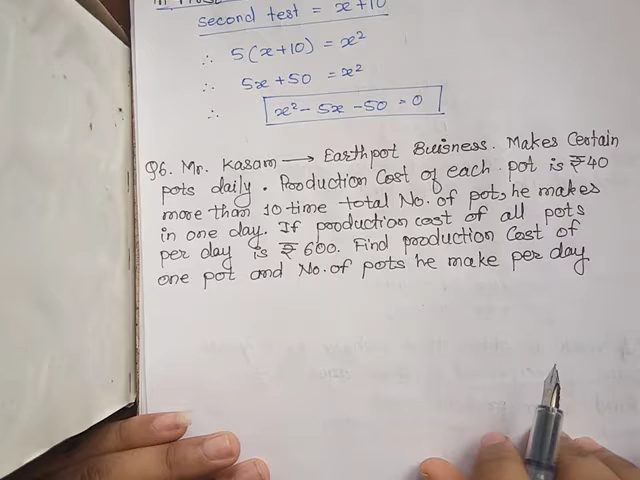 second test = x+10
∴ 5(x+10) = x²
∴ 5x+50 = x²
∴ x² - 5x - 50 = 0
Q6. Mr. Kasam → Earthpot Buisness. Makes Certain
pots daily. Production Cost of each pot is ₹40
more than 10 time total No. of pots, he makes
in one day. If production cost of all pots
per day is ₹600. Find production Cost of
one pot and No. of pots he make per day